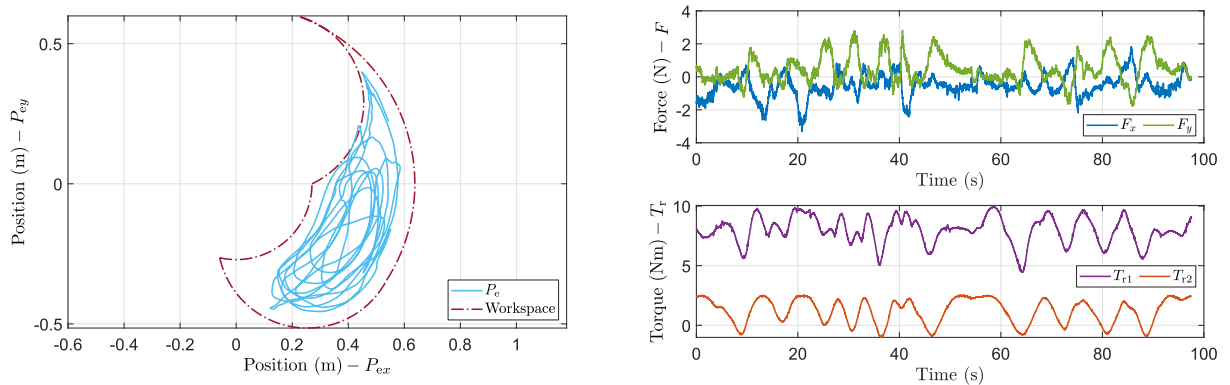 0.5
0
-0.5
-0.6 -0.4 -0.2 0 0.2 0.4 0.6 0.8 1
Position (m) − P_ex
Position (m) − P_ey
P_e
Workspace
4
2
0
-2
-4
0 20 40 60 80 100
Time (s)
Force (N) − F
F_x F_y
10
5
0
0 20 40 60 80 100
Time (s)
Torque (Nm) − T_r
T_r1 T_r2